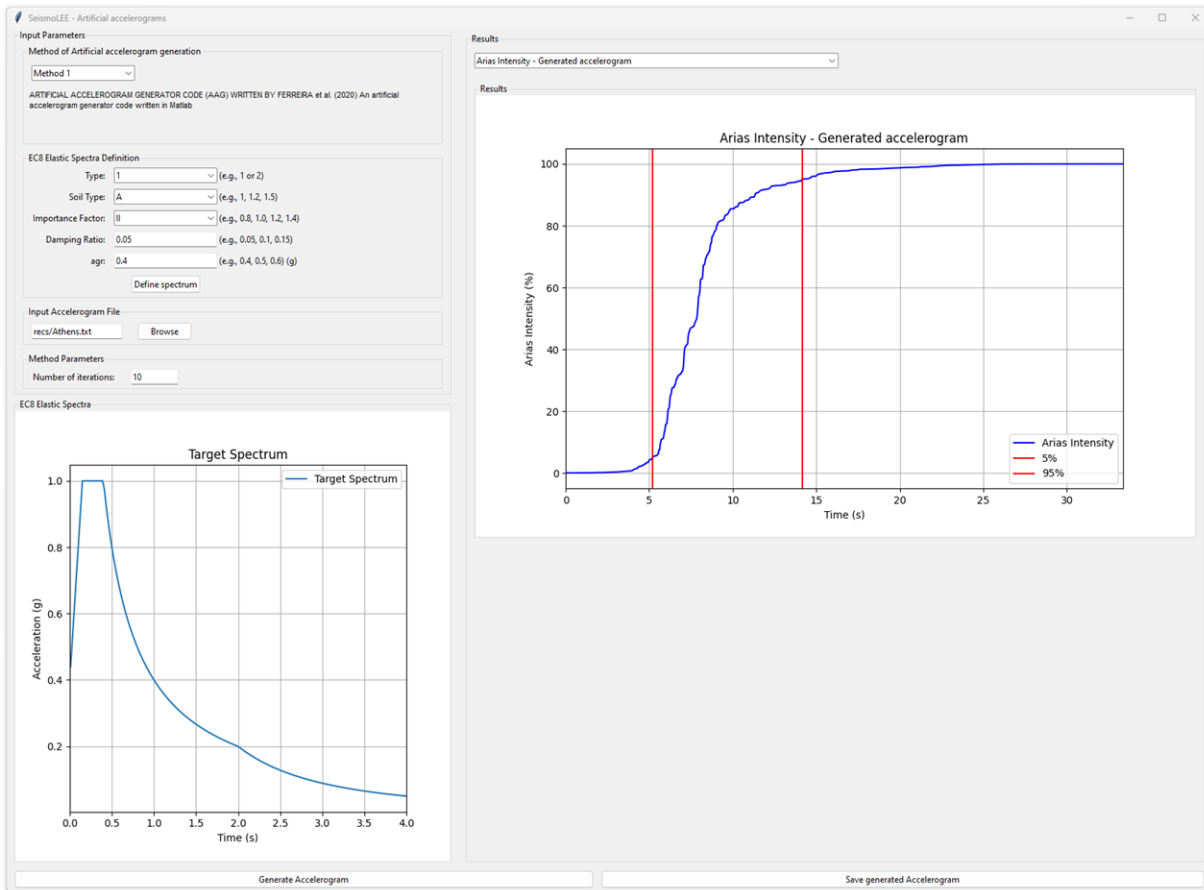 SeismoLEE - Artificial accelerograms
Input Parameters
Method of Artificial accelerogram generation
Method 1
ARTIFICIAL ACCELEROGRAM GENERATOR CODE (AAG) WRITTEN BY FERREIRA et al. (2020) An artificial
accelerogram generator code written in Matlab
EC8 Elastic Spectra Definition
Type: 1 (e.g., 1 or 2)
Soil Type: A (e.g., 1, 1.2, 1.5)
Importance Factor: II (e.g., 0.8, 1.0, 1.2, 1.4)
Damping Ratio: 0.05 (e.g., 0.05, 0.1, 0.15)
agr: 0.4 (e.g., 0.4, 0.5, 0.6) (g)
Define spectrum
Input Accelerogram File
recs/Athens.txt Browse
Method Parameters
Number of iterations: 10
EC8 Elastic Spectra
Target Spectrum
Target Spectrum
1.0
0.8
0.6
0.4
0.2
Acceleration (g)
0.0 0.5 1.0 1.5 2.0 2.5 3.0 3.5 4.0
Time (s)
Results
Arias Intensity - Generated accelerogram
Results
Arias Intensity - Generated accelerogram
100
80
60
40
20
0
Arias Intensity (%)
Arias Intensity
5%
95%
0 5 10 15 20 25 30
Time (s)
Generate Accelerogram
Save generated Accelerogram